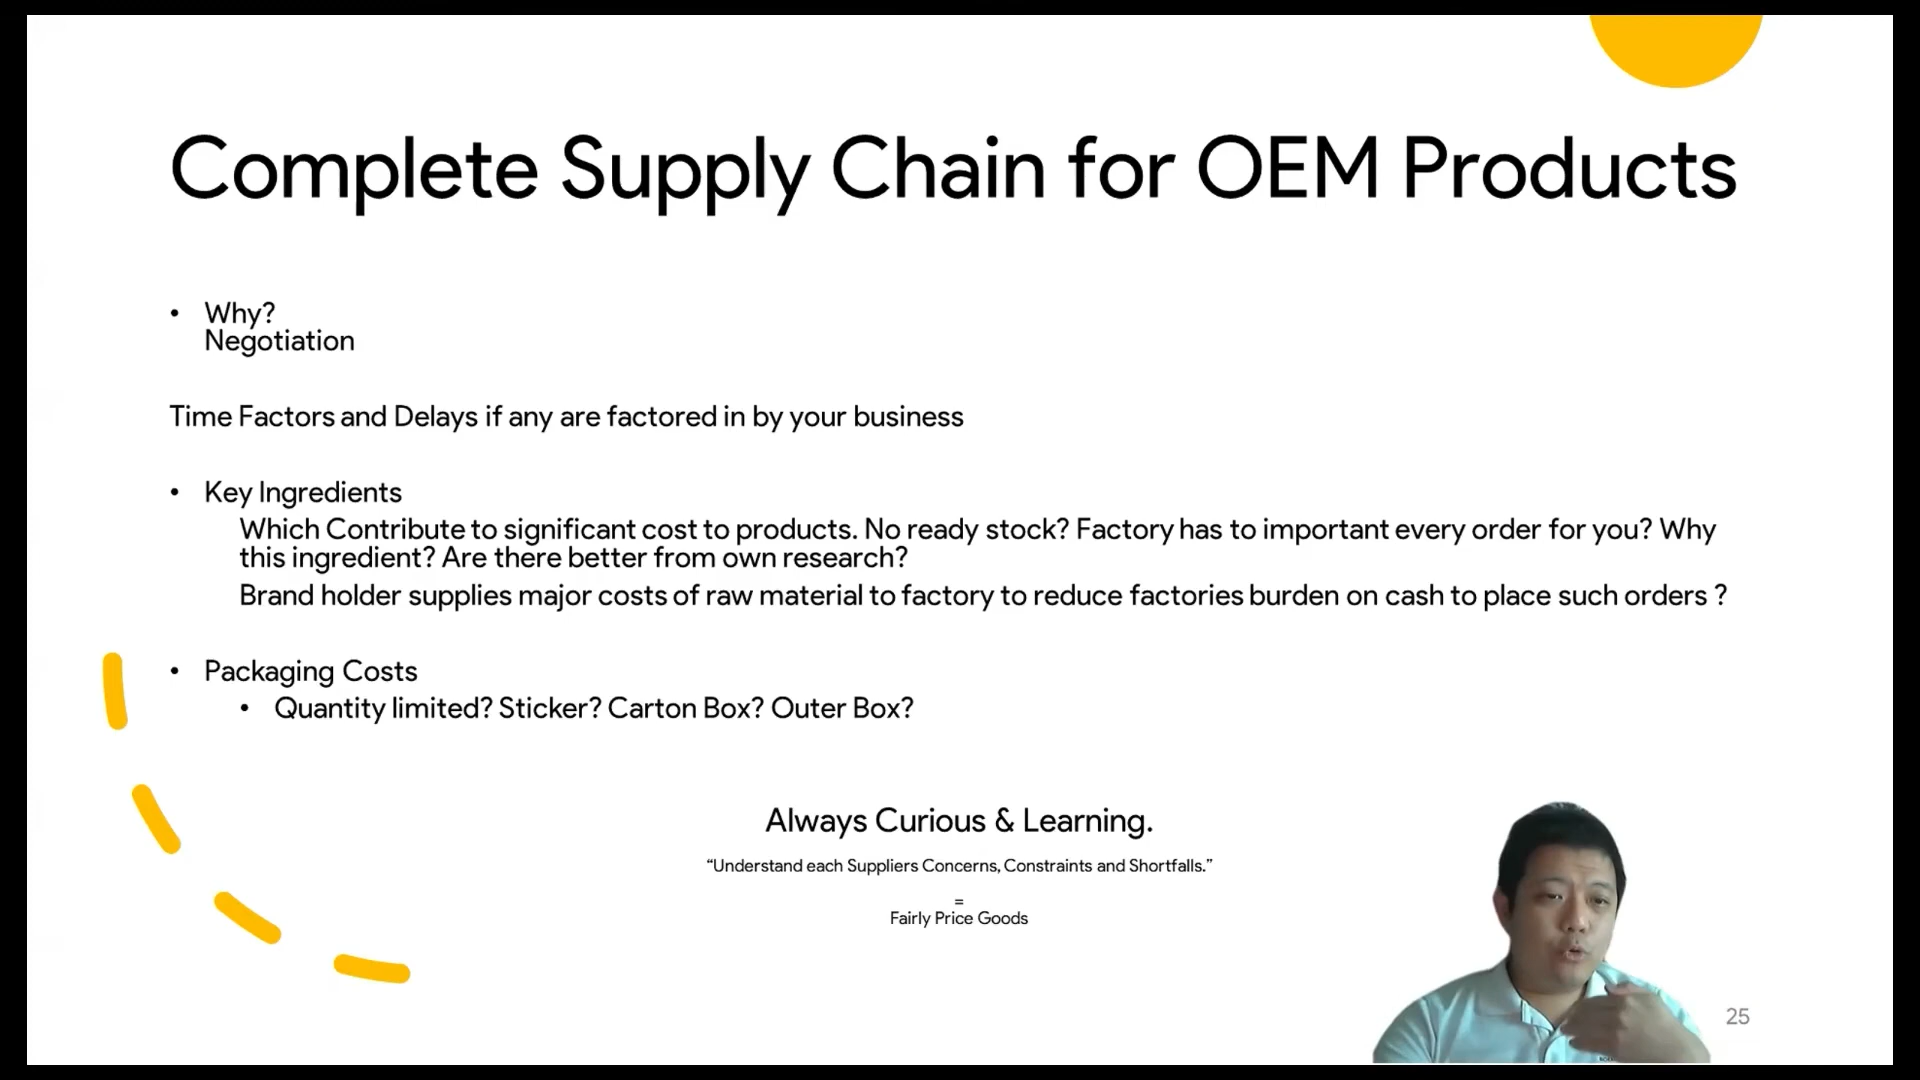 Complete Supply Chain for OEM Products
• Why?
Negotiation
Time Factors and Delays if any are factored in by your business
• Key Ingredients
Which Contribute to significant cost to products. No ready stock? Factory has to important every order for you? Why
this ingredient? Are there better from own research?
Brand holder supplies major costs of raw material to factory to reduce factories burden on cash to place such orders ?
• Packaging Costs
• Quantity limited? Sticker? Carton Box? Outer Box?
Always Curious & Learning.
“Understand each Suppliers Concerns, Constraints and Shortfalls.”
=
Fairly Price Goods
25